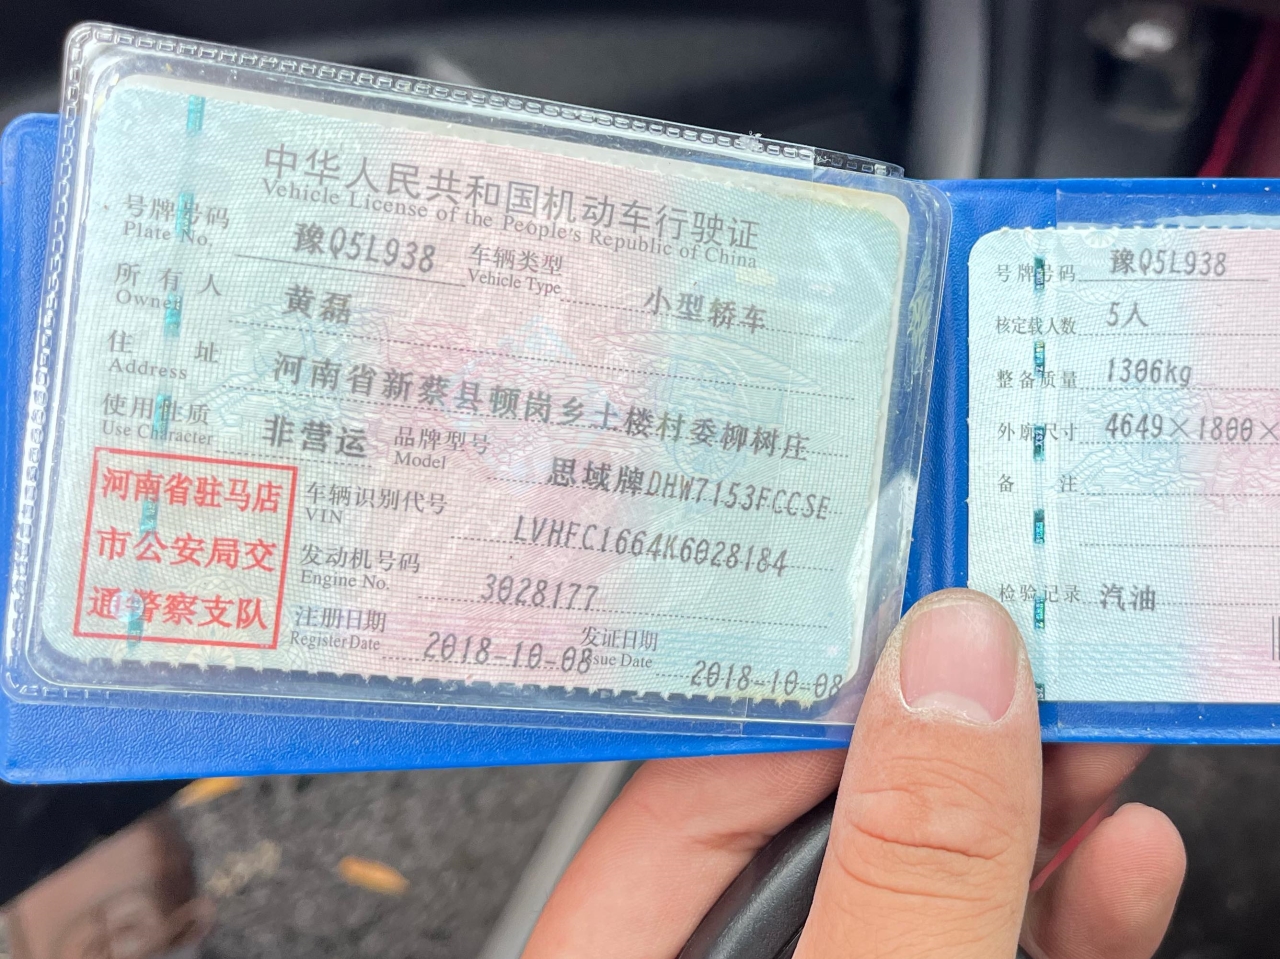 中华人民共和国机动车行驶证
Vehicle License of the People's Republic of China
号牌号码 豫Q5L938 车辆类型 小型轿车
Plate No. Vehicle Type
所有人 黄磊
Owner
住址 河南省新蔡县顿岗乡土楼村委柳树庄
Address
使用性质 非营运 品牌型号 思域牌DHW7153FCCSE
Use Character Model
河南省驻马店
市公安局交
通警察支队
车辆识别代号 LVHFC1664K6028184
VIN
发动机号码 3028177
Engine No.
注册日期 2018-10-08 发证日期 2018-10-08
Register Date Issue Date
号牌号码 豫Q5L938
核定载人数 5人
整备质量 1306kg
外廓尺寸 4649×1800×
备注
检验记录 汽油